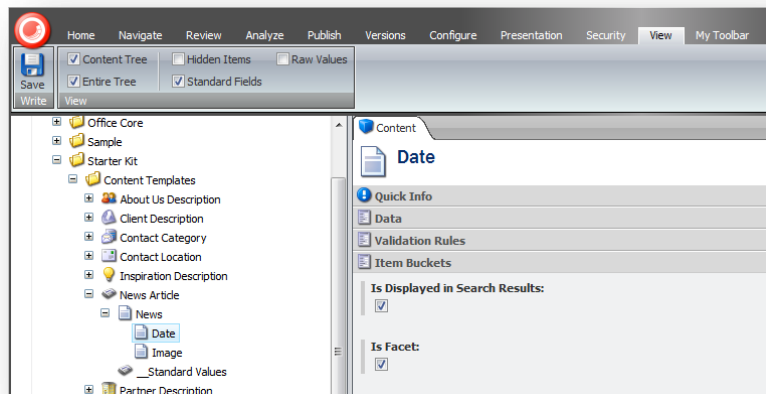 Home Navigate Review Analyze Publish Versions Configure Presentation Security View My Toolbar
Content Tree Hidden Items Raw Values
Save Entire Tree Standard Fields
Write View
Office Core
Sample
Starter Kit
Content Templates
About Us Description
Client Description
Contact Category
Contact Location
Inspiration Description
News Article
News
Date
Image
__Standard Values
Partner Description
Content
Date
Quick Info
Data
Validation Rules
Item Buckets
Is Displayed in Search Results:
Is Facet: